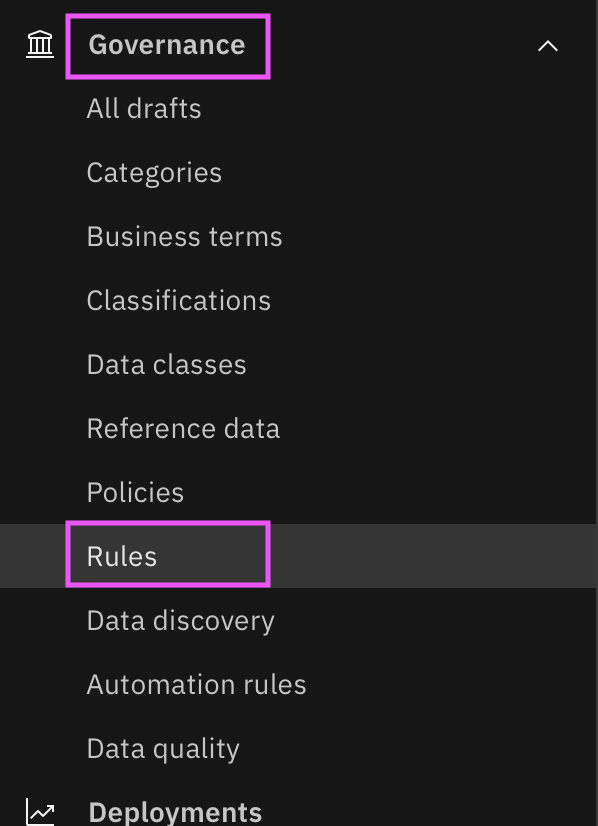 Governance
All drafts
Categories
Business terms
Classifications
Data classes
Reference data
Policies
Rules
Data discovery
Automation rules
Data quality
Deployments